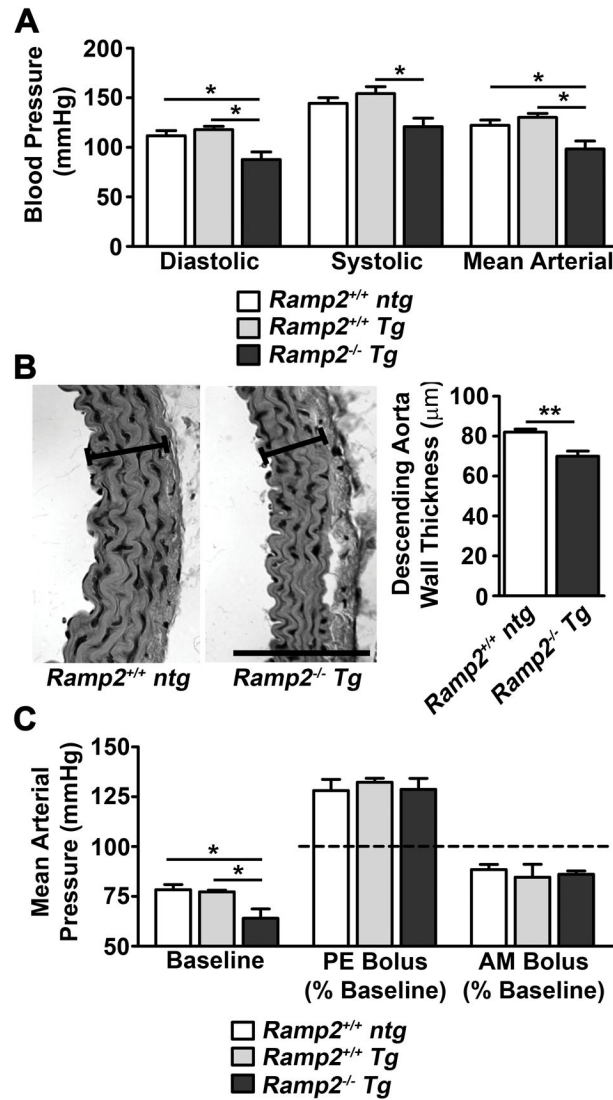 A
Blood Pressure
(mmHg)
200
150
100
50
0
*
*
*
*
*
Diastolic
Systolic
Mean Arterial
Ramp2+/+ ntg
Ramp2+/+ Tg
Ramp2-/- Tg
B
Ramp2+/+ ntg
Ramp2-/- Tg
Descending Aorta
Wall Thickness (μm)
100
80
60
40
20
0
**
Ramp2+/+ ntg
Ramp2-/- Tg
C
Mean Arterial
Pressure (mmHg)
150
125
100
75
50
*
*
Baseline
PE Bolus
(% Baseline)
AM Bolus
(% Baseline)
Ramp2+/+ ntg
Ramp2+/+ Tg
Ramp2-/- Tg